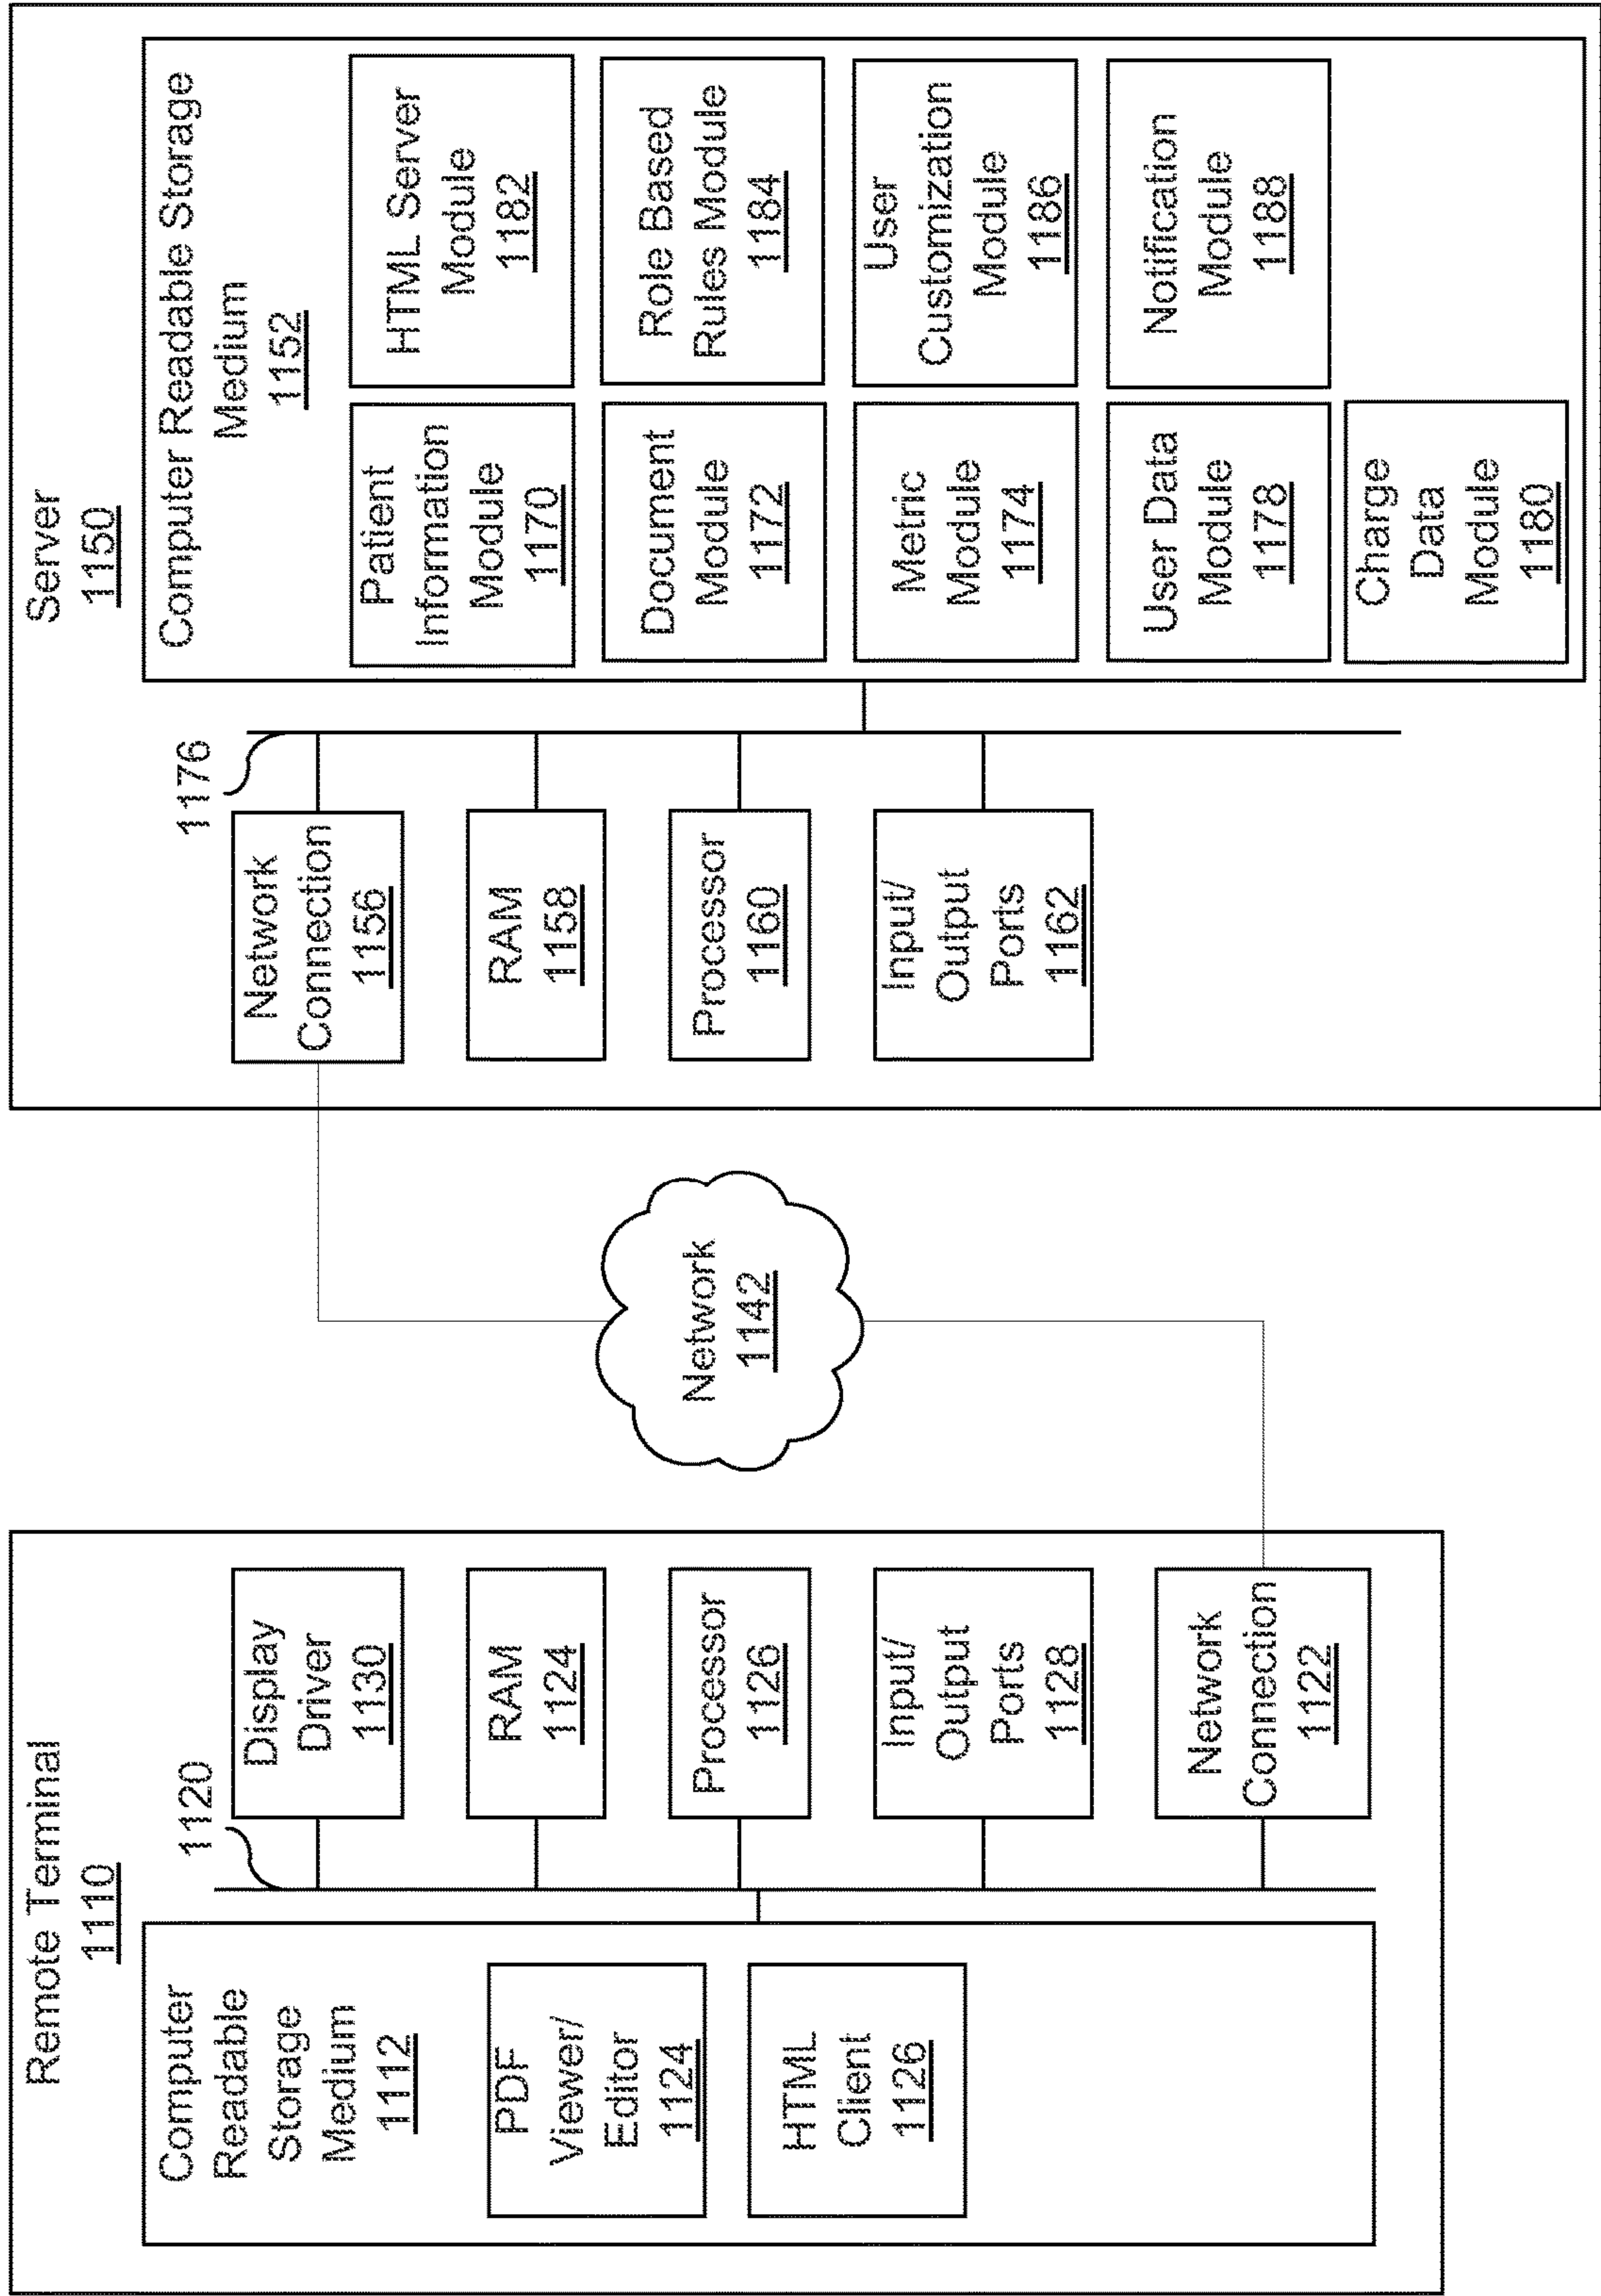 Remote Terminal
1110
Computer
Readable
Storage
Medium
1112
PDF
Viewer/
Editor
1124
HTML
Client
1126
1120
Display
Driver
1130
RAM
1124
Processor
1126
Input/
Output
Ports
1128
Network
Connection
1122
Network
1142
Server
1150
1176
Network
Connection
1156
RAM
1158
Processor
1160
Input/
Output
Ports
1162
Computer Readable Storage
Medium
1152
Patient
Information
Module
1170
HTML Server
Module
1182
Document
Module
1172
Role Based
Rules Module
1184
Metric
Module
1174
User
Customization
Module
1186
User Data
Module
1178
Notification
Module
1188
Charge
Data
Module
1180